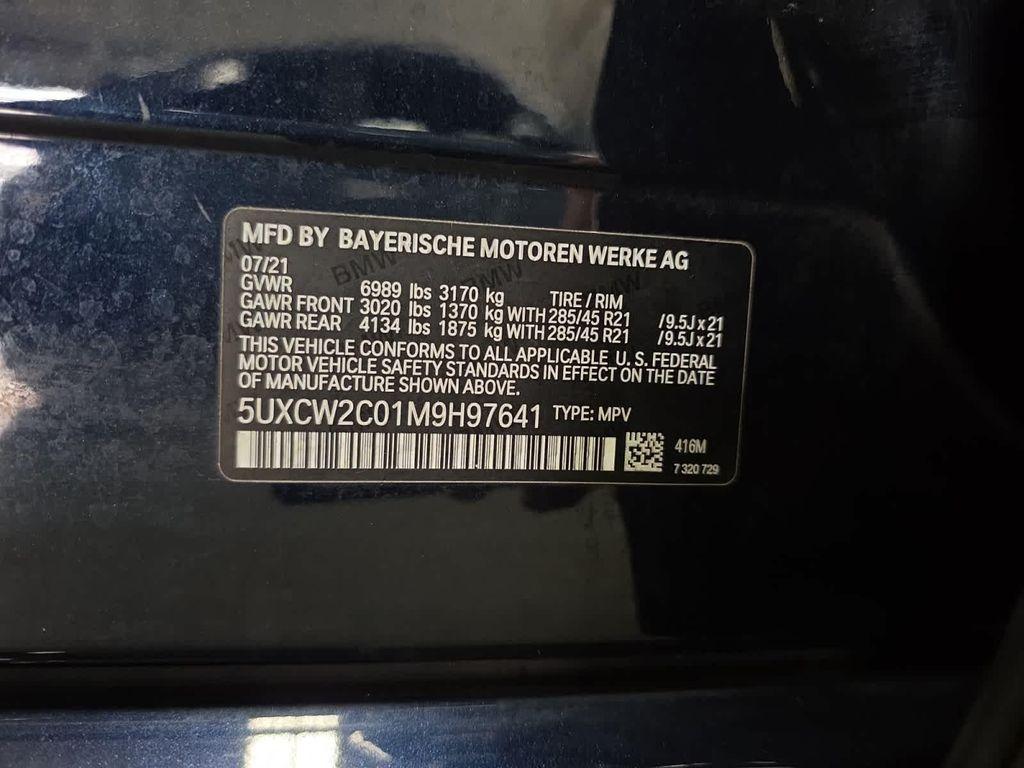 MFD BY BAYERISCHE MOTOREN WERKE AG
07/21
GVWR 6989 lbs 3170 kg TIRE / RIM
GAWR FRONT 3020 lbs 1370 kg WITH 285/45 R21 /9.5J x 21
GAWR REAR 4134 lbs 1875 kg WITH 285/45 R21 /9.5J x 21
THIS VEHICLE CONFORMS TO ALL APPLICABLE U.S. FEDERAL
MOTOR VEHICLE SAFETY STANDARDS IN EFFECT ON THE DATE
OF MANUFACTURE SHOWN ABOVE.
5UXCW2C01M9H97641 TYPE: MPV
416M
7 320 729